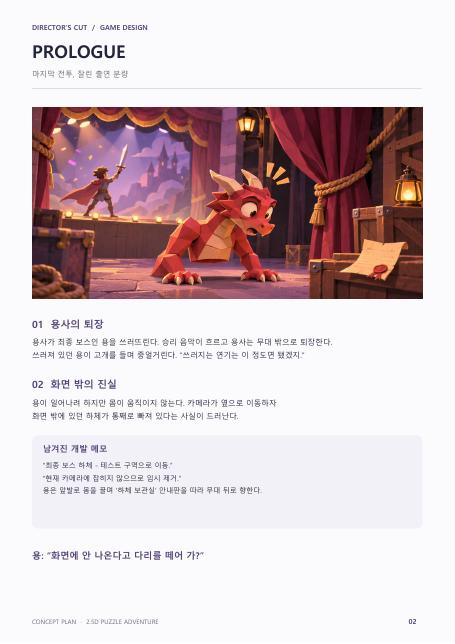 DIRECTOR'S CUT / GAME DESIGN
PROLOGUE
마지막 전투, 잘린 출연 분량
01 용사의 퇴장
용사가 최종 보스인 용을 쓰러뜨린다. 승리 음악이 흐르고 용사는 무대 밖으로 퇴장한다.
쓰러져 있던 용이 고개를 들며 중얼거린다. "쓰러지는 연기는 이 정도면 됐겠지."
02 화면 밖의 진실
용이 일어나려 하지만 몸이 움직이지 않는다. 카메라가 옆으로 이동하자
화면 밖에 있던 하체가 통째로 빠져 있다는 사실이 드러난다.
남겨진 개발 메모
"최종 보스 하체 - 테스트 구역으로 이동."
"현재 카메라에 잡히지 않으므로 임시 제거."
용은 앞발로 몸을 끌며 '하체 보관실' 안내판을 따라 무대 뒤로 향한다.
용: "화면에 안 나온다고 다리를 떼어 가?"
CONCEPT PLAN · 2.5D PUZZLE ADVENTURE
02